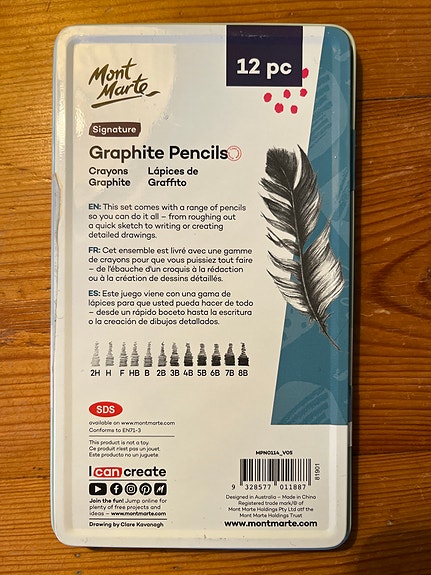 Mont
Marte
12 pc
Signature
Graphite Pencils
Crayons Graphite
Lápices de Graffito
EN: This set comes with a range of pencils
so you can do it all – from roughing out
a quick sketch to writing or creating
detailed drawings.
FR: Cet ensemble est livré avec une gamme
de crayons pour que vous puissiez tout faire
– de l'ébauche d'un croquis à la rédaction
ou à la création de dessins détaillés.
ES: Este juego viene con una gama de
lápices para que usted pueda hacer de todo
– desde un rápido boceto hasta la escritura
o la creación de dibujos detallados.
2H H F HB B 2B 3B 4B 5B 6B 7B 8B
SDS
available on www.montmarte.com
Conforms to EN71-3
This product is not a toy
Ce produit n'est pas un jouet.
Este producto no un juguete.
I can create
Join the fun! Jump online for
plenty of free projects and
ideas – www.montmarte.com
Drawing by Clare Kavanagh
MPN0114_V05
81901
9 328577 011887
Designed in Australia – Made in China
Registered trade mark/® of
Mont Marte Holdings Pty Ltd atf the
Mont Marte Holdings Trust
www.montmarte.com